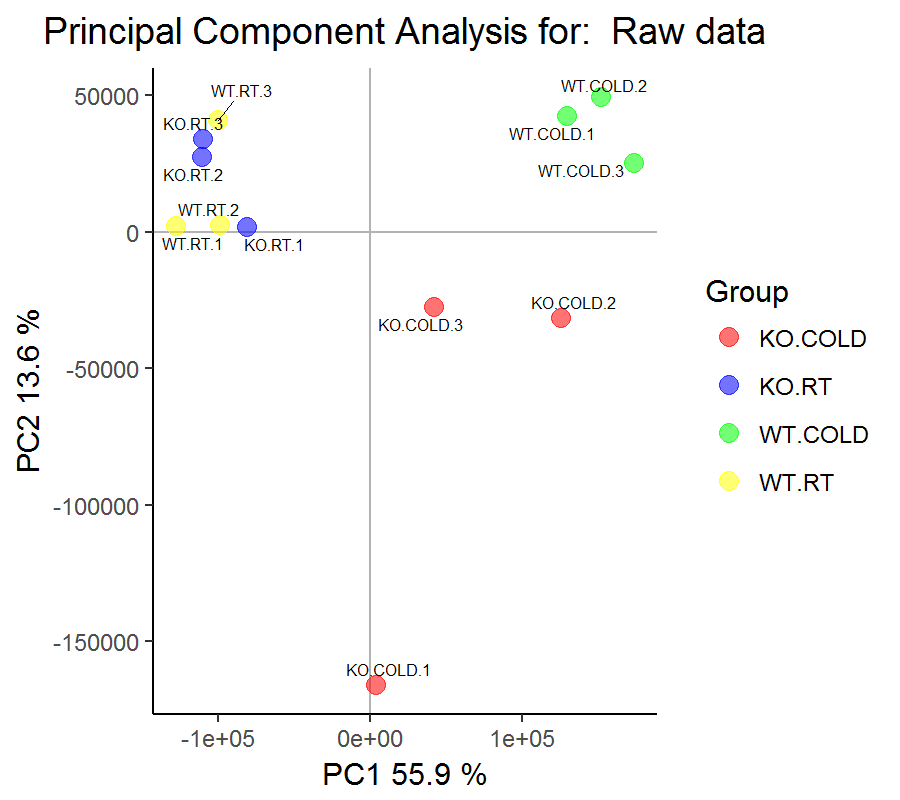 Principal Component Analysis for:  Raw data
50000
0
-50000
-100000
-150000
PC2 13.6 %
WT.RT.3
KO.RT.3
KO.RT.2
WT.RT.2
WT.RT.1
KO.RT.1
WT.COLD.2
WT.COLD.1
WT.COLD.3
KO.COLD.2
KO.COLD.3
KO.COLD.1
-1e+05
0e+00
1e+05
PC1 55.9 %
Group
KO.COLD
KO.RT
WT.COLD
WT.RT